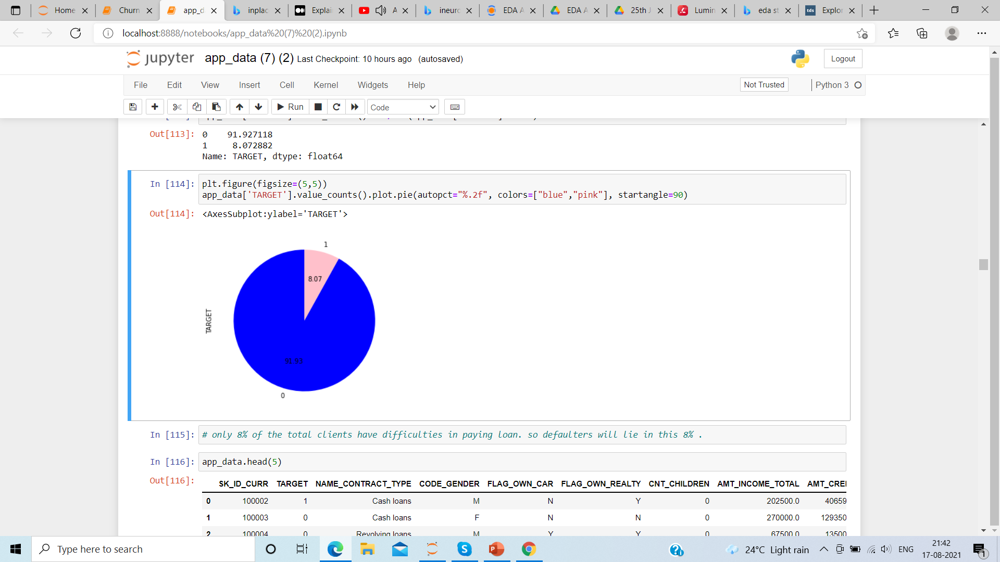 Home
Churn
app_d
inplac
Explai
A
ineuro
EDA A
EDA A
25th J
Lumin
eda st
tds
Explor
localhost:8888/notebooks/app_data%20(7)%20(2).ipynb
jupyter app_data (7) (2) Last Checkpoint: 10 hours ago (autosaved)
Logout
File Edit View Insert Cell Kernel Widgets Help
Not Trusted
Python 3
Run
Code
Out[113]: 0    91.927118
1     8.072882
Name: TARGET, dtype: float64
In [114]: plt.figure(figsize=(5,5))
app_data['TARGET'].value_counts().plot.pie(autopct="%.2f", colors=["blue","pink"], startangle=90)
Out[114]: <AxesSubplot:ylabel='TARGET'>
1
8.07
TARGET
91.93
0
In [115]: # only 8% of the total clients have difficulties in paying loan. so defaulters will lie in this 8% .
In [116]: app_data.head(5)
Out[116]:
SK_ID_CURR TARGET NAME_CONTRACT_TYPE CODE_GENDER FLAG_OWN_CAR FLAG_OWN_REALTY CNT_CHILDREN AMT_INCOME_TOTAL AMT_CREI
0 100002 1 Cash loans M N Y 0 202500.0 40659
1 100003 0 Cash loans F N N 0 270000.0 129350
2 100004 0 Revolving loans M Y Y 0 67500.0 13500
Type here to search
24°C Light rain
ENG
21:42
17-08-2021
1